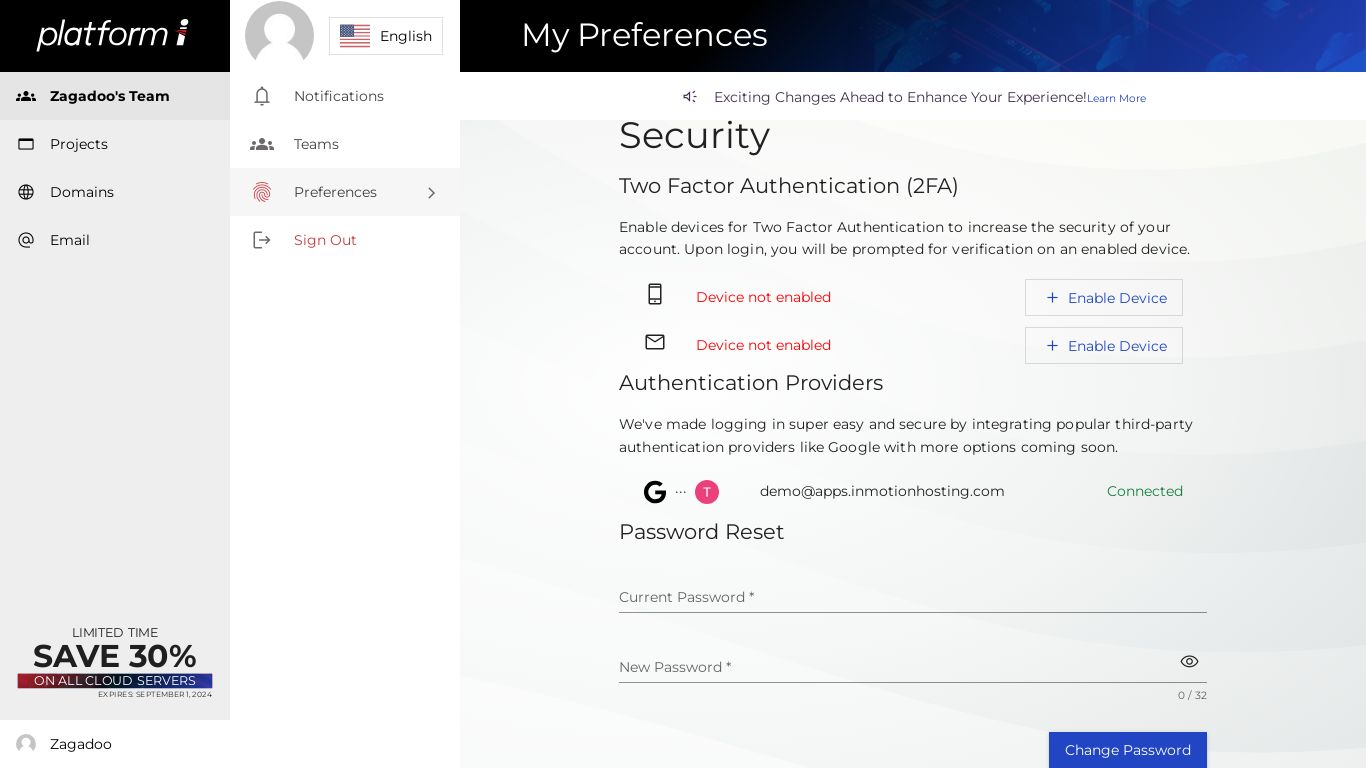 platform i
Zagadoo's Team
Projects
Domains
Email
LIMITED TIME
SAVE 30%
ON ALL CLOUD SERVERS
EXPIRES: SEPTEMBER 1, 2024
Zagadoo
English
Notifications
Teams
Preferences
Sign Out
My Preferences
Exciting Changes Ahead to Enhance Your Experience!Learn More
Security
Two Factor Authentication (2FA)
Enable devices for Two Factor Authentication to increase the security of your
account. Upon login, you will be prompted for verification on an enabled device.
Device not enabled
+ Enable Device
Device not enabled
+ Enable Device
Authentication Providers
We've made logging in super easy and secure by integrating popular third-party
authentication providers like Google with more options coming soon.
G ··· T demo@apps.inmotionhosting.com Connected
Password Reset
Current Password *
New Password *
0 / 32
Change Password